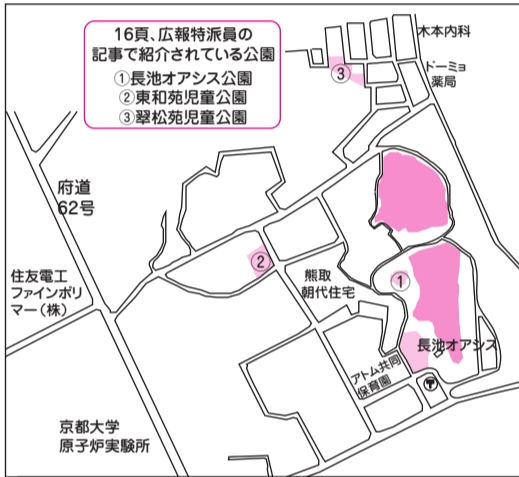 16頁、広報特派員の
記事で紹介されている公園
①長池オアシス公園
②東和苑児童公園
③翠松苑児童公園
木本内科
ドーミョ
薬局
③
府道
62号
②
熊取
朝代住宅
①
住友電工
ファインポリ
マー(株)
長池オアシス
アトム共同
保育園
〒
京都大学
原子炉実験所